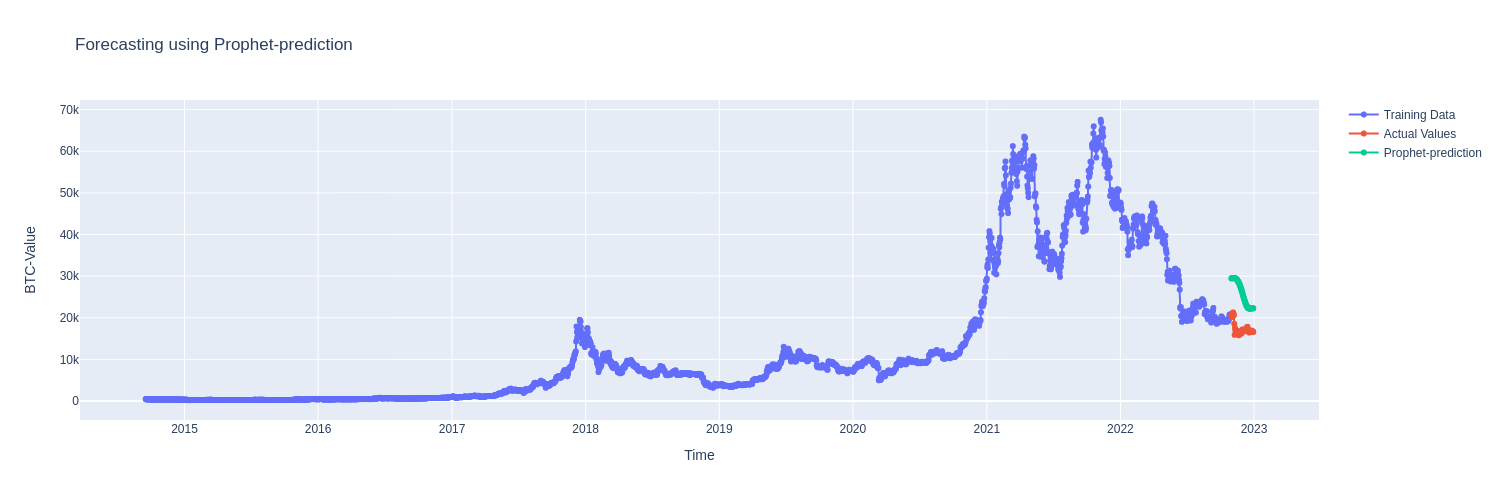 Forecasting using Prophet-prediction
70k
60k
50k
40k
30k
20k
10k
0
BTC-Value
2015 2016 2017 2018 2019 2020 2021 2022 2023
Time
Training Data
Actual Values
Prophet-prediction